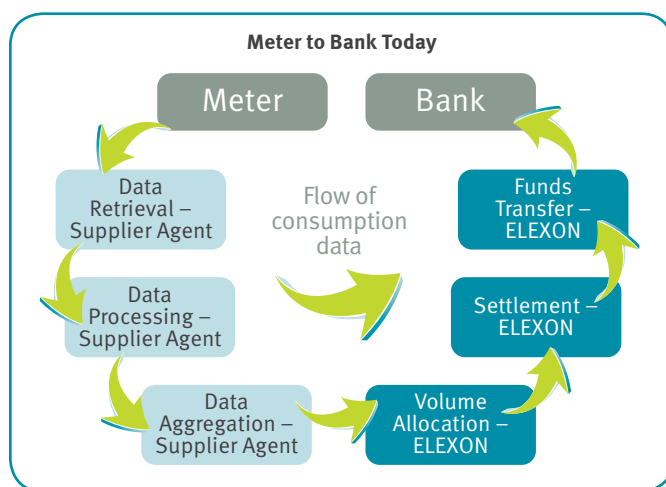 Meter to Bank Today
Meter
Bank
Data
Retrieval –
Supplier Agent
Data
Processing –
Supplier Agent
Data
Aggregation –
Supplier Agent
Flow of
consumption
data
Volume
Allocation –
ELEXON
Settlement –
ELEXON
Funds
Transfer –
ELEXON